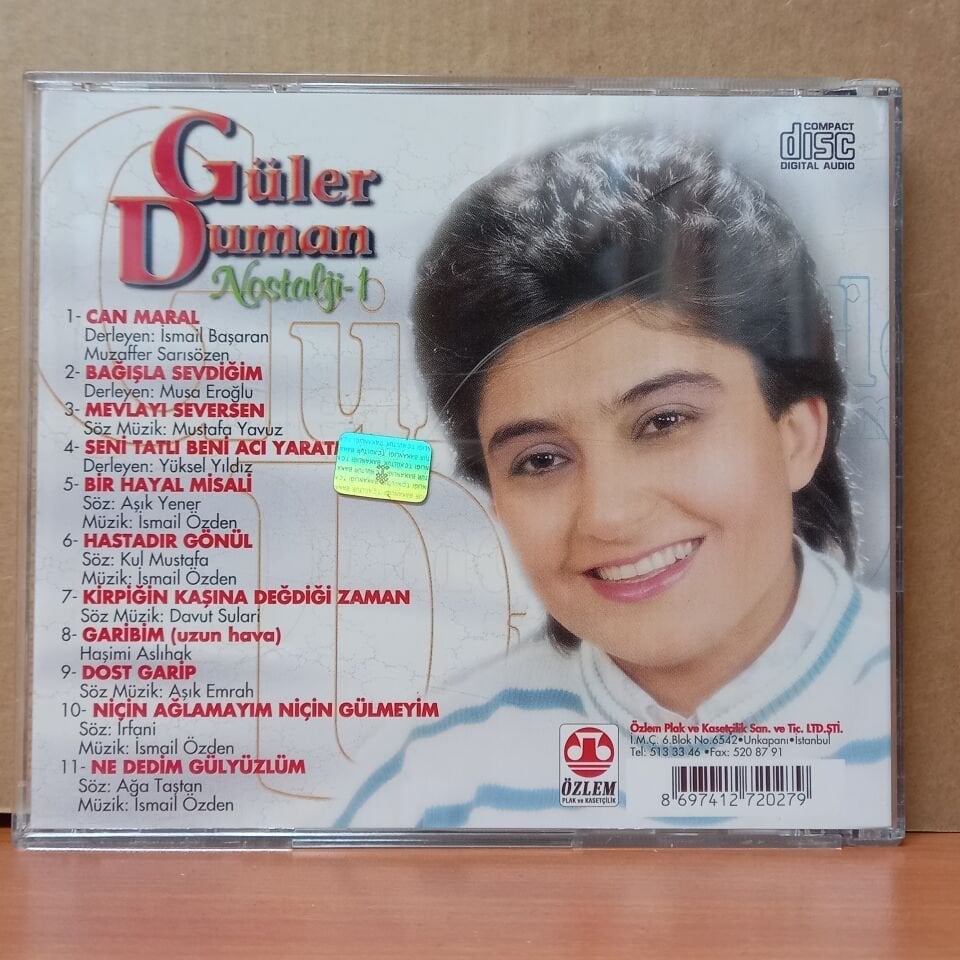 Güler
Duman
Nostalji-1
COMPACT
disc
DIGITAL AUDIO
1- CAN MARAL
Derleyen: İsmail Başaran
Muzaffer Sarısözen
2- BAĞIŞLA SEVDİĞİM
Derleyen: Musa Eroğlu
3- MEVLAYI SEVERSEN
Söz Müzik: Mustafa Yavuz
4- SENİ TATLI BENİ ACI
Derleyen: Yüksel Yıldız
5- BİR HAYAL MİSALİ
Söz: Aşık Yener
Müzik: İsmail Özden
6- HASTADIR GÖNÜL
Söz: Kul Mustafa
Müzik: İsmail Özden
7- KİRPİĞİN KAŞINA DEĞDİĞİ ZAMAN
Söz Müzik: Davut Sulari
8- GARİBİM (uzun hava)
Haşimi Aslıhak
9- DOST GARİP
Söz Müzik: Aşık Emrah
10- NİÇİN AĞLAMAYIM NİÇİN GÜLMEYİM
Söz: İrfani
Müzik: İsmail Özden
11- NE DEDİM GÜLYÜZLÜM
Söz: Ağa Taştan
Müzik: İsmail Özden
ÖZLEM
PLAK ve KASETÇİLİK
Özlem Plak ve Kasetçilik San. ve Tic. LTD.ŞTİ.
İ.M.Ç. 6.Blok No.6542•Unkapanı•İstanbul
Tel: 513 33 46 •Fax: 520 87 91
8 697412 720279